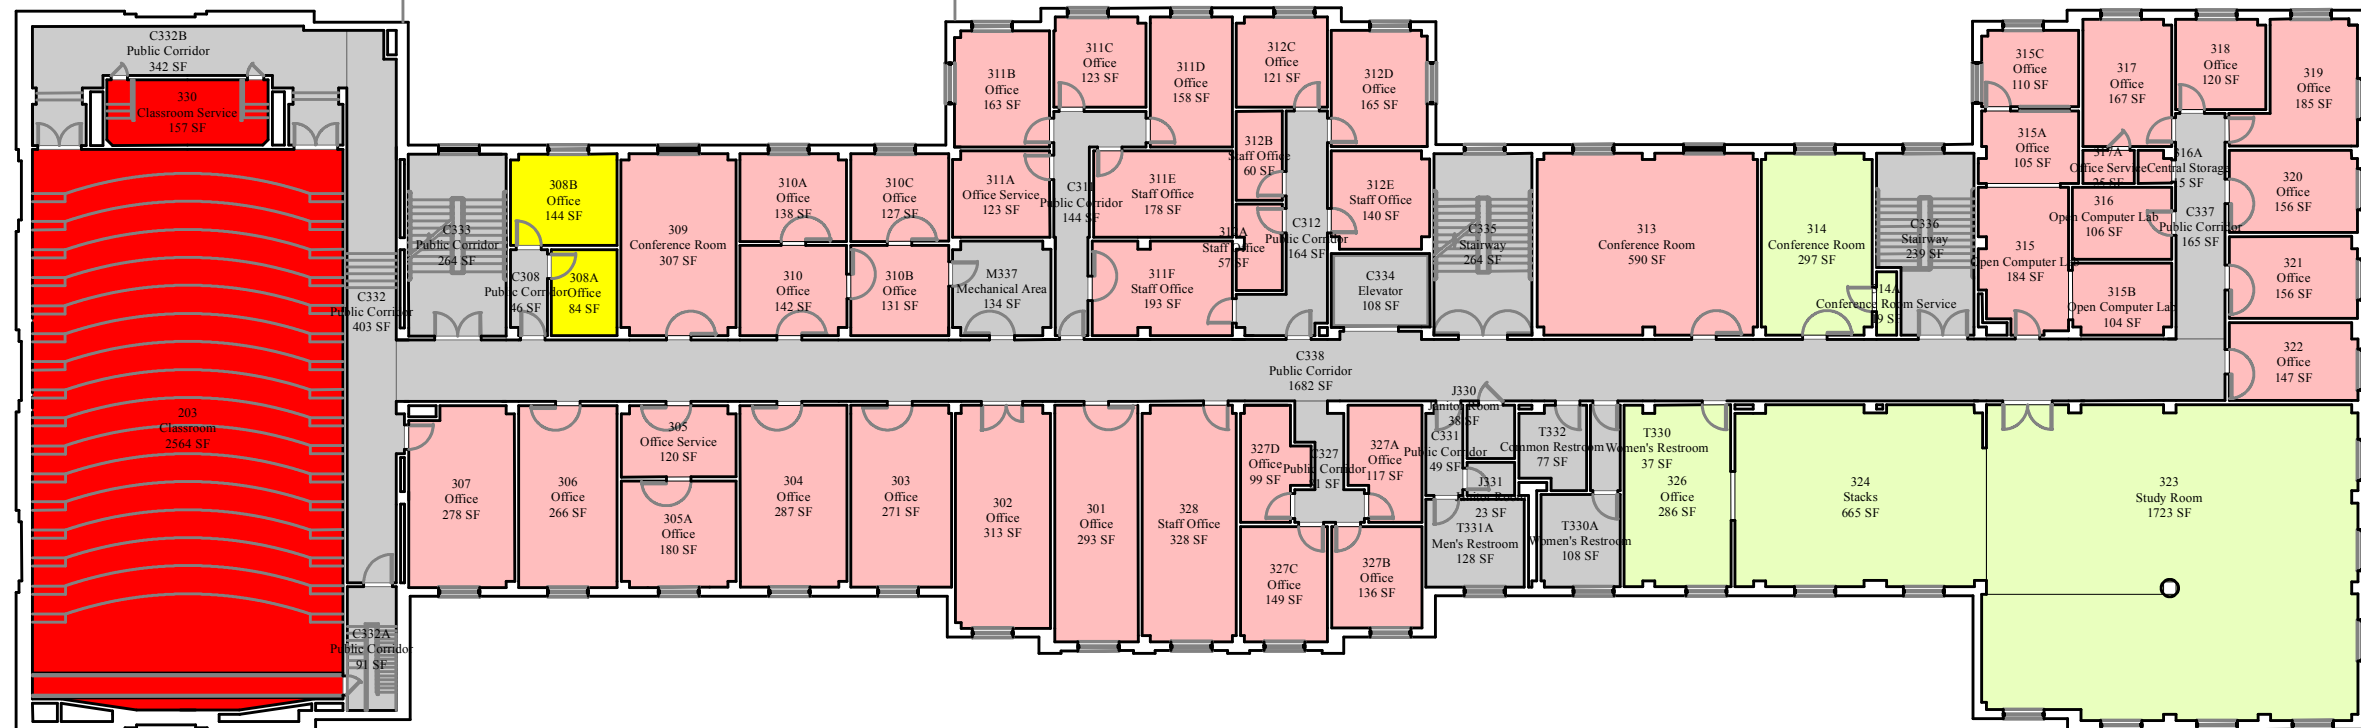 C332B
Public Corridor
342 SF
330
Classroom Service
157 SF
203
Classroom
2564 SF
C332
Public Corridor
403 SF
C332A
Public Corridor
91 SF
C333
Public Corridor
264 SF
308B
Office
144 SF
C308
Public Corridor
46 SF
308A
Office
84 SF
309
Conference Room
307 SF
310A
Office
138 SF
310
Office
142 SF
310C
Office
127 SF
310B
Office
131 SF
311B
Office
163 SF
311A
Office Service
123 SF
M337
Mechanical Area
134 SF
311C
Office
123 SF
C311
Public Corridor
144 SF
311D
Office
158 SF
311E
Staff Office
178 SF
311F
Staff Office
193 SF
312C
Office
121 SF
312B
Staff Office
60 SF
312A
Staff Office
57 SF
C312
Public Corridor
164 SF
312D
Office
165 SF
312E
Staff Office
140 SF
C334
Elevator
108 SF
C335
Stairway
264 SF
313
Conference Room
590 SF
314
Conference Room
297 SF
314A
Conference Room Service
C336
Stairway
239 SF
315C
Office
110 SF
315A
Office
105 SF
315
Open Computer Lab
184 SF
317
Office
167 SF
317A
Office Service
25 SF
316A
Central Storage
15 SF
316
Open Computer Lab
106 SF
315B
Open Computer Lab
104 SF
318
Office
120 SF
C337
Public Corridor
165 SF
319
Office
185 SF
320
Office
156 SF
321
Office
156 SF
322
Office
147 SF
C338
Public Corridor
1682 SF
307
Office
278 SF
306
Office
266 SF
305
Office Service
120 SF
305A
Office
180 SF
304
Office
287 SF
303
Office
271 SF
302
Office
313 SF
301
Office
293 SF
328
Staff Office
328 SF
327D
Office
99 SF
C327
Public Corridor
327A
Office
117 SF
327C
Office
149 SF
327B
Office
136 SF
J330
Janitor Room
38 SF
C331
Public Corridor
49 SF
J331
Janitor Room
23 SF
T331A
Men's Restroom
128 SF
T332
Common Restroom
77 SF
T330
Women's Restroom
37 SF
T330A
Women's Restroom
108 SF
326
Office
286 SF
324
Stacks
665 SF
323
Study Room
1723 SF